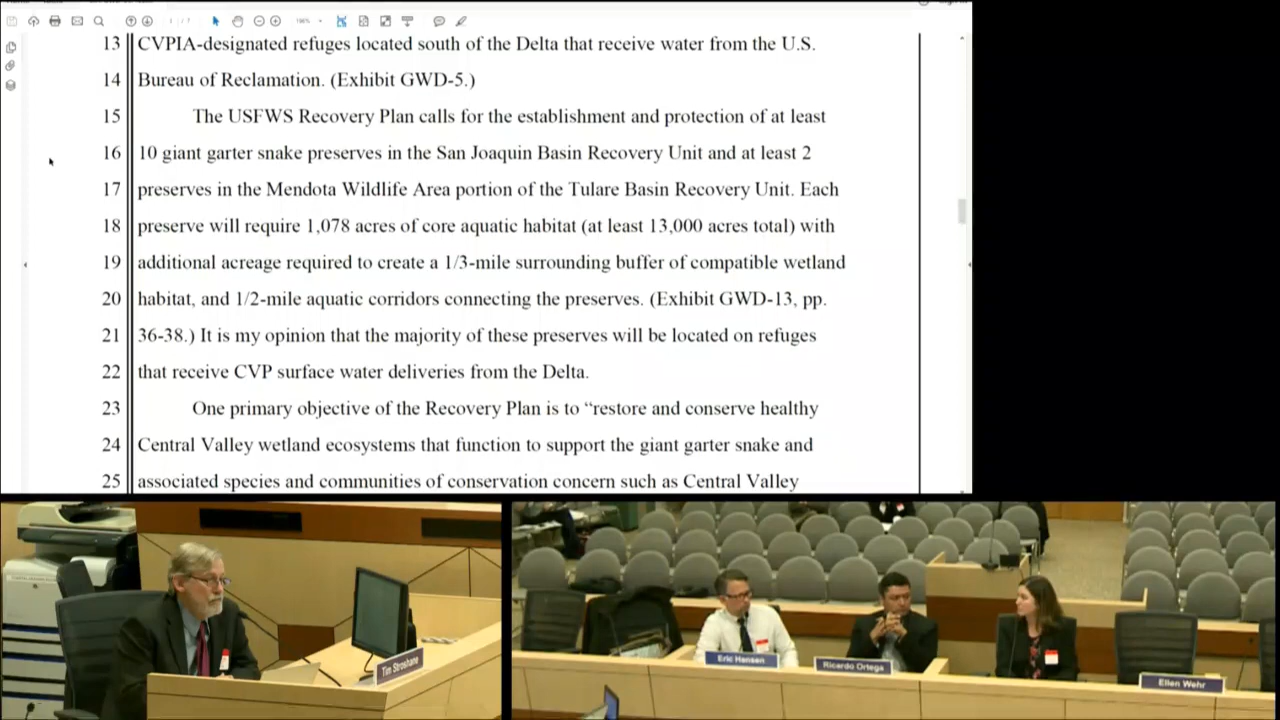 13 CVPIA-designated refuges located south of the Delta that receive water from the U.S.
14 Bureau of Reclamation. (Exhibit GWD-5.)
15 The USFWS Recovery Plan calls for the establishment and protection of at least
16 10 giant garter snake preserves in the San Joaquin Basin Recovery Unit and at least 2
17 preserves in the Mendota Wildlife Area portion of the Tulare Basin Recovery Unit. Each
18 preserve will require 1,078 acres of core aquatic habitat (at least 13,000 acres total) with
19 additional acreage required to create a 1/3-mile surrounding buffer of compatible wetland
20 habitat, and 1/2-mile aquatic corridors connecting the preserves. (Exhibit GWD-13, pp.
21 36-38.) It is my opinion that the majority of these preserves will be located on refuges
22 that receive CVP surface water deliveries from the Delta.
23 One primary objective of the Recovery Plan is to “restore and conserve healthy
24 Central Valley wetland ecosystems that function to support the giant garter snake and
25 associated species and communities of conservation concern such as Central Valley
Tim Stroshane
Eric Hansen
Ricardo Ortega
Ellen Wehr